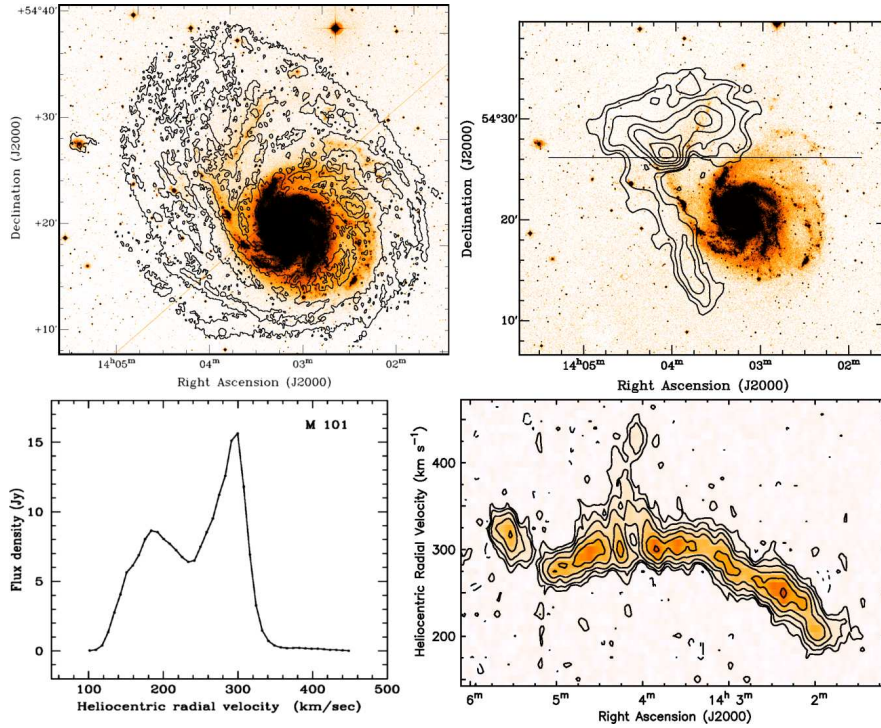 +54°40'
+30'
+20'
+10'
Declination (J2000)
14ʰ05ᵐ 04ᵐ 03ᵐ 02ᵐ
Right Ascension (J2000)
54°30'
20'
10'
Declination (J2000)
14ʰ05ᵐ 04ᵐ 03ᵐ 02ᵐ
Right Ascension (J2000)
M 101
15
10
5
0
Flux density (Jy)
100 200 300 400 500
Heliocentric radial velocity (km/sec)
400
300
200
Heliocentric Radial Velocity (km s⁻¹)
6ᵐ 5ᵐ 4ᵐ 14ʰ 3ᵐ 2ᵐ
Right Ascension (J2000)